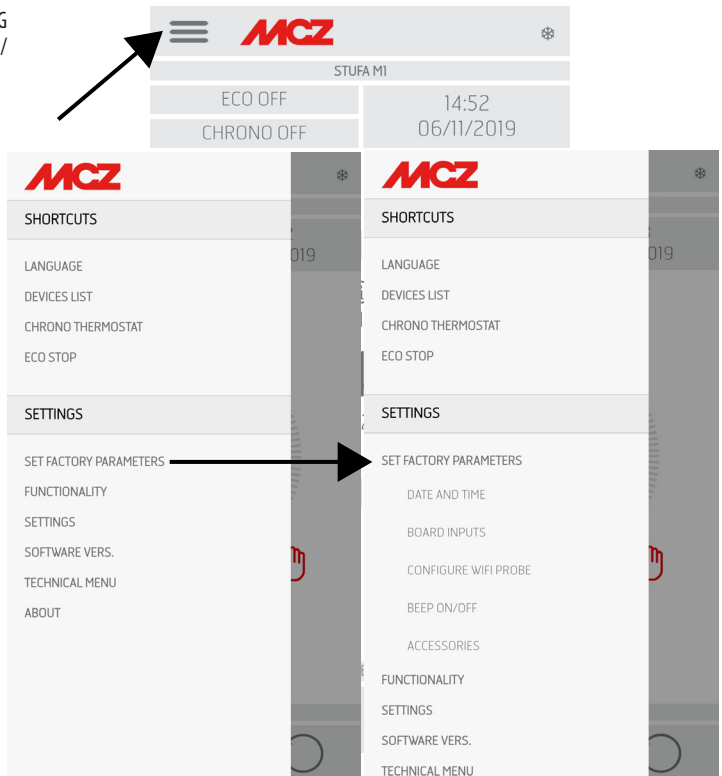 G
/
MCZ
STUFA M1
ECO OFF
CHRONO OFF
14:52
06/11/2019
MCZ
SHORTCUTS
LANGUAGE
DEVICES LIST
CHRONO THERMOSTAT
ECO STOP
SETTINGS
SET FACTORY PARAMETERS
FUNCTIONALITY
SETTINGS
SOFTWARE VERS.
TECHNICAL MENU
ABOUT
019
MCZ
SHORTCUTS
LANGUAGE
DEVICES LIST
CHRONO THERMOSTAT
ECO STOP
SETTINGS
SET FACTORY PARAMETERS
DATE AND TIME
BOARD INPUTS
CONFIGURE WIFI PROBE
BEEP ON/OFF
ACCESSORIES
FUNCTIONALITY
SETTINGS
SOFTWARE VERS.
TECHNICAL MENU
019